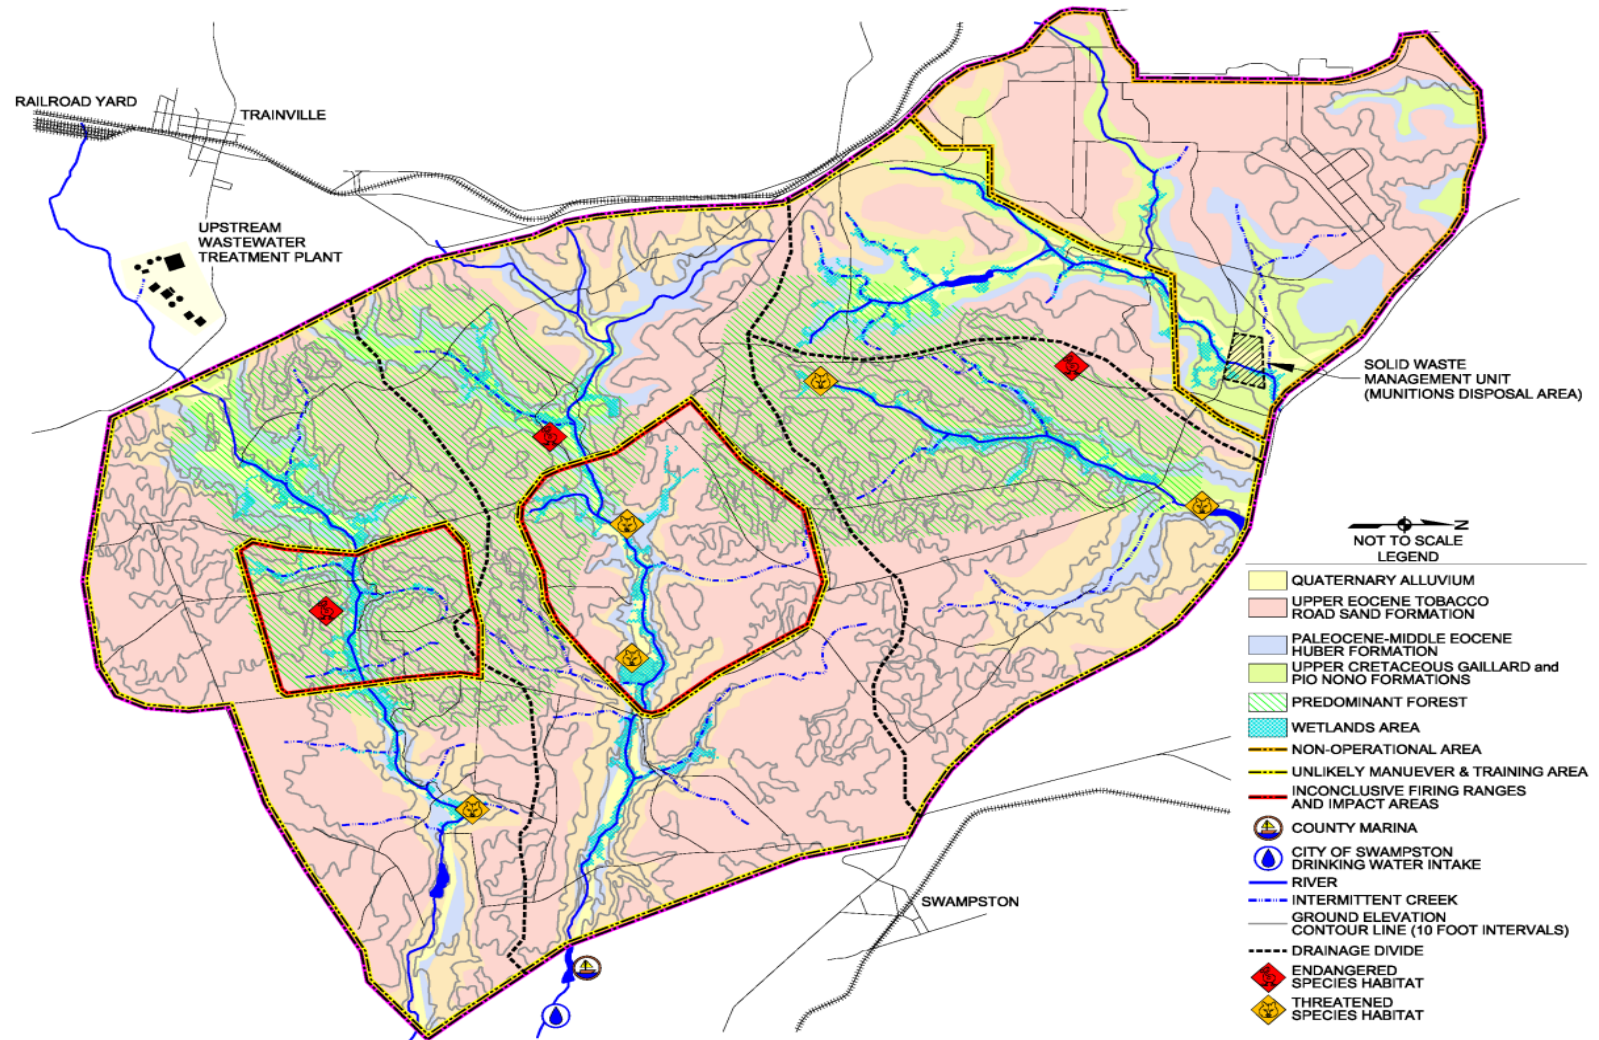 RAILROAD YARD
TRAINVILLE
UPSTREAM
WASTEWATER
TREATMENT PLANT
SOLID WASTE
MANAGEMENT UNIT
(MUNITIONS DISPOSAL AREA)
SWAMPSTON
N
NOT TO SCALE
LEGEND
QUATERNARY ALLUVIUM
UPPER EOCENE TOBACCO
ROAD SAND FORMATION
PALEOCENE-MIDDLE EOCENE
HUBER FORMATION
UPPER CRETACEOUS GAILLARD and
PIO NONO FORMATIONS
PREDOMINANT FOREST
WETLANDS AREA
NON-OPERATIONAL AREA
UNLIKELY MANUEVER & TRAINING AREA
INCONCLUSIVE FIRING RANGES
AND IMPACT AREAS
COUNTY MARINA
CITY OF SWAMPSTON
DRINKING WATER INTAKE
RIVER
INTERMITTENT CREEK
GROUND ELEVATION
CONTOUR LINE (10 FOOT INTERVALS)
DRAINAGE DIVIDE
ENDANGERED
SPECIES HABITAT
THREATENED
SPECIES HABITAT